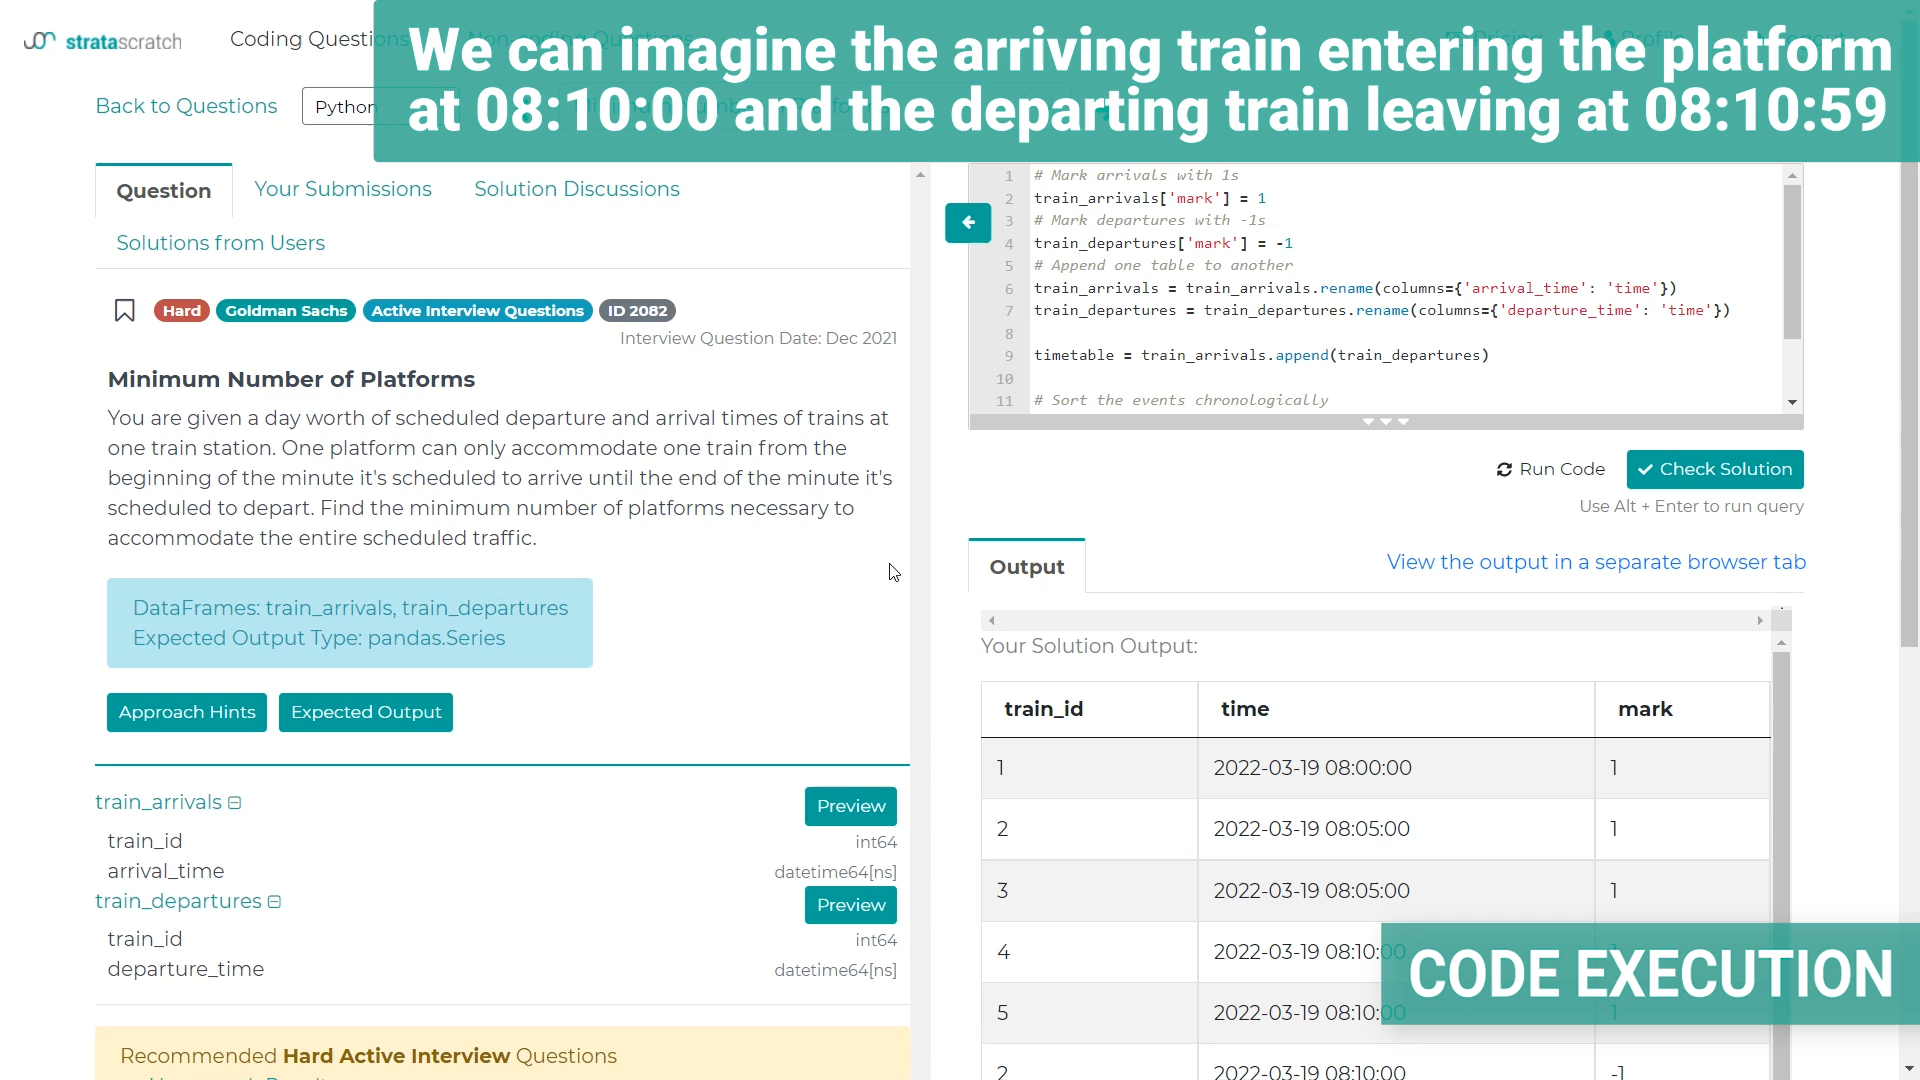 We can imagine the arriving train entering the platform
at 08:10:00 and the departing train leaving at 08:10:59
stratascratch
Coding Questions
Non-coding Questions
Pricing
Profile
Logout
Back to Questions
Python
Question
Your Submissions
Solution Discussions
Solutions from Users
Hard
Goldman Sachs
Active Interview Questions
ID 2082
Interview Question Date: Dec 2021
Minimum Number of Platforms
You are given a day worth of scheduled departure and arrival times of trains at
one train station. One platform can only accommodate one train from the
beginning of the minute it's scheduled to arrive until the end of the minute it's
scheduled to depart. Find the minimum number of platforms necessary to
accommodate the entire scheduled traffic.
DataFrames: train_arrivals, train_departures
Expected Output Type: pandas.Series
Approach Hints
Expected Output
train_arrivals
Preview
train_id
int64
arrival_time
datetime64[ns]
train_departures
Preview
train_id
int64
departure_time
datetime64[ns]
Recommended Hard Active Interview Questions
1 # Mark arrivals with 1s
2 train_arrivals['mark'] = 1
3 # Mark departures with -1s
4 train_departures['mark'] = -1
5 # Append one table to another
6 train_arrivals = train_arrivals.rename(columns={'arrival_time': 'time'})
7 train_departures = train_departures.rename(columns={'departure_time': 'time'})
8
9 timetable = train_arrivals.append(train_departures)
10
11 # Sort the events chronologically
Run Code
Check Solution
Use Alt + Enter to run query
Output
View the output in a separate browser tab
Your Solution Output:
train_id time mark
1 2022-03-19 08:00:00 1
2 2022-03-19 08:05:00 1
3 2022-03-19 08:05:00 1
4 2022-03-19 08:10:00 1
5 2022-03-19 08:10:00 1
2 2022-03-19 08:10:00 -1
CODE EXECUTION